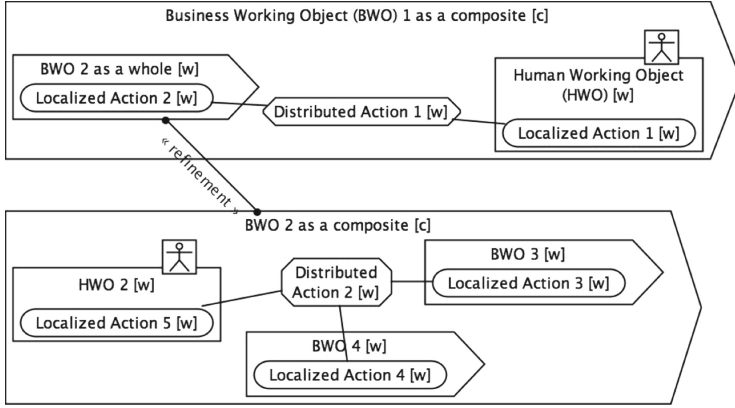 Business Working Object (BWO) 1 as a composite [c]
BWO 2 as a whole [w]
Localized Action 2 [w]
Distributed Action 1 [w]
Human Working Object
(HWO) [w]
Localized Action 1 [w]
« refinement »
BWO 2 as a composite [c]
HWO 2 [w]
Localized Action 5 [w]
Distributed
Action 2 [w]
BWO 3 [w]
Localized Action 3 [w]
BWO 4 [w]
Localized Action 4 [w]